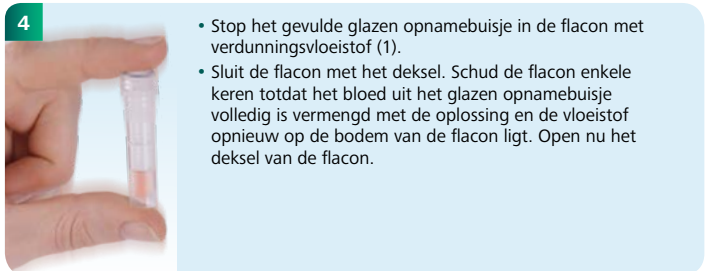 4
• Stop het gevulde glazen opnamebuisje in de flacon met
verdunningsvloeistof (1).
• Sluit de flacon met het deksel. Schud de flacon enkele
keren totdat het bloed uit het glazen opnamebuisje
volledig is vermengd met de oplossing en de vloeistof
opnieuw op de bodem van de flacon ligt. Open nu het
deksel van de flacon.